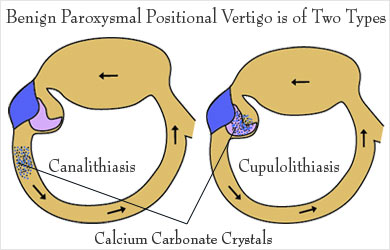 Benign Paroxysmal Positional Vertigo is of Two Types
Canalithiasis
Cupulolithiasis
Calcium Carbonate Crystals